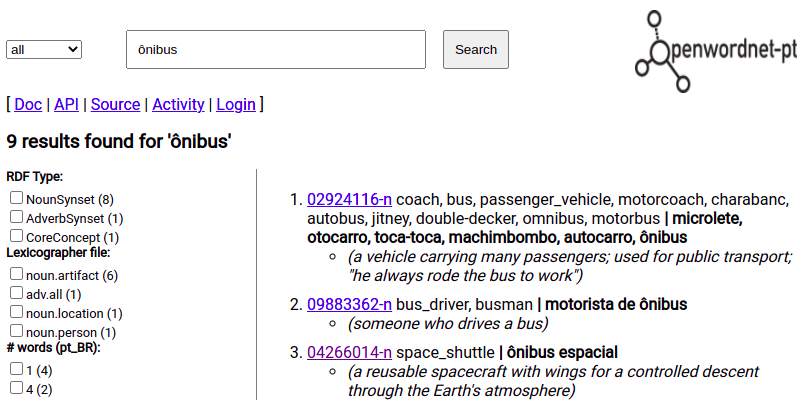 all
ônibus
Search
penwordnet-pt
[ Doc | API | Source | Activity | Login ]
9 results found for 'ônibus'
RDF Type:
NounSynset (8)
AdverbSynset (1)
CoreConcept (1)
Lexicographer file:
noun.artifact (6)
adv.all (1)
noun.location (1)
noun.person (1)
# words (pt_BR):
1 (4)
4 (2)
1. 02924116-n coach, bus, passenger_vehicle, motorcoach, charabanc,
autobus, jitney, double-decker, omnibus, motorbus | microlete,
otocarro, toca-toca, machimbombo, autocarro, ônibus
(a vehicle carrying many passengers; used for public transport;
"he always rode the bus to work")
2. 09883362-n bus_driver, busman | motorista de ônibus
(someone who drives a bus)
3. 04266014-n space_shuttle | ônibus espacial
(a reusable spacecraft with wings for a controlled descent
through the Earth's atmosphere)